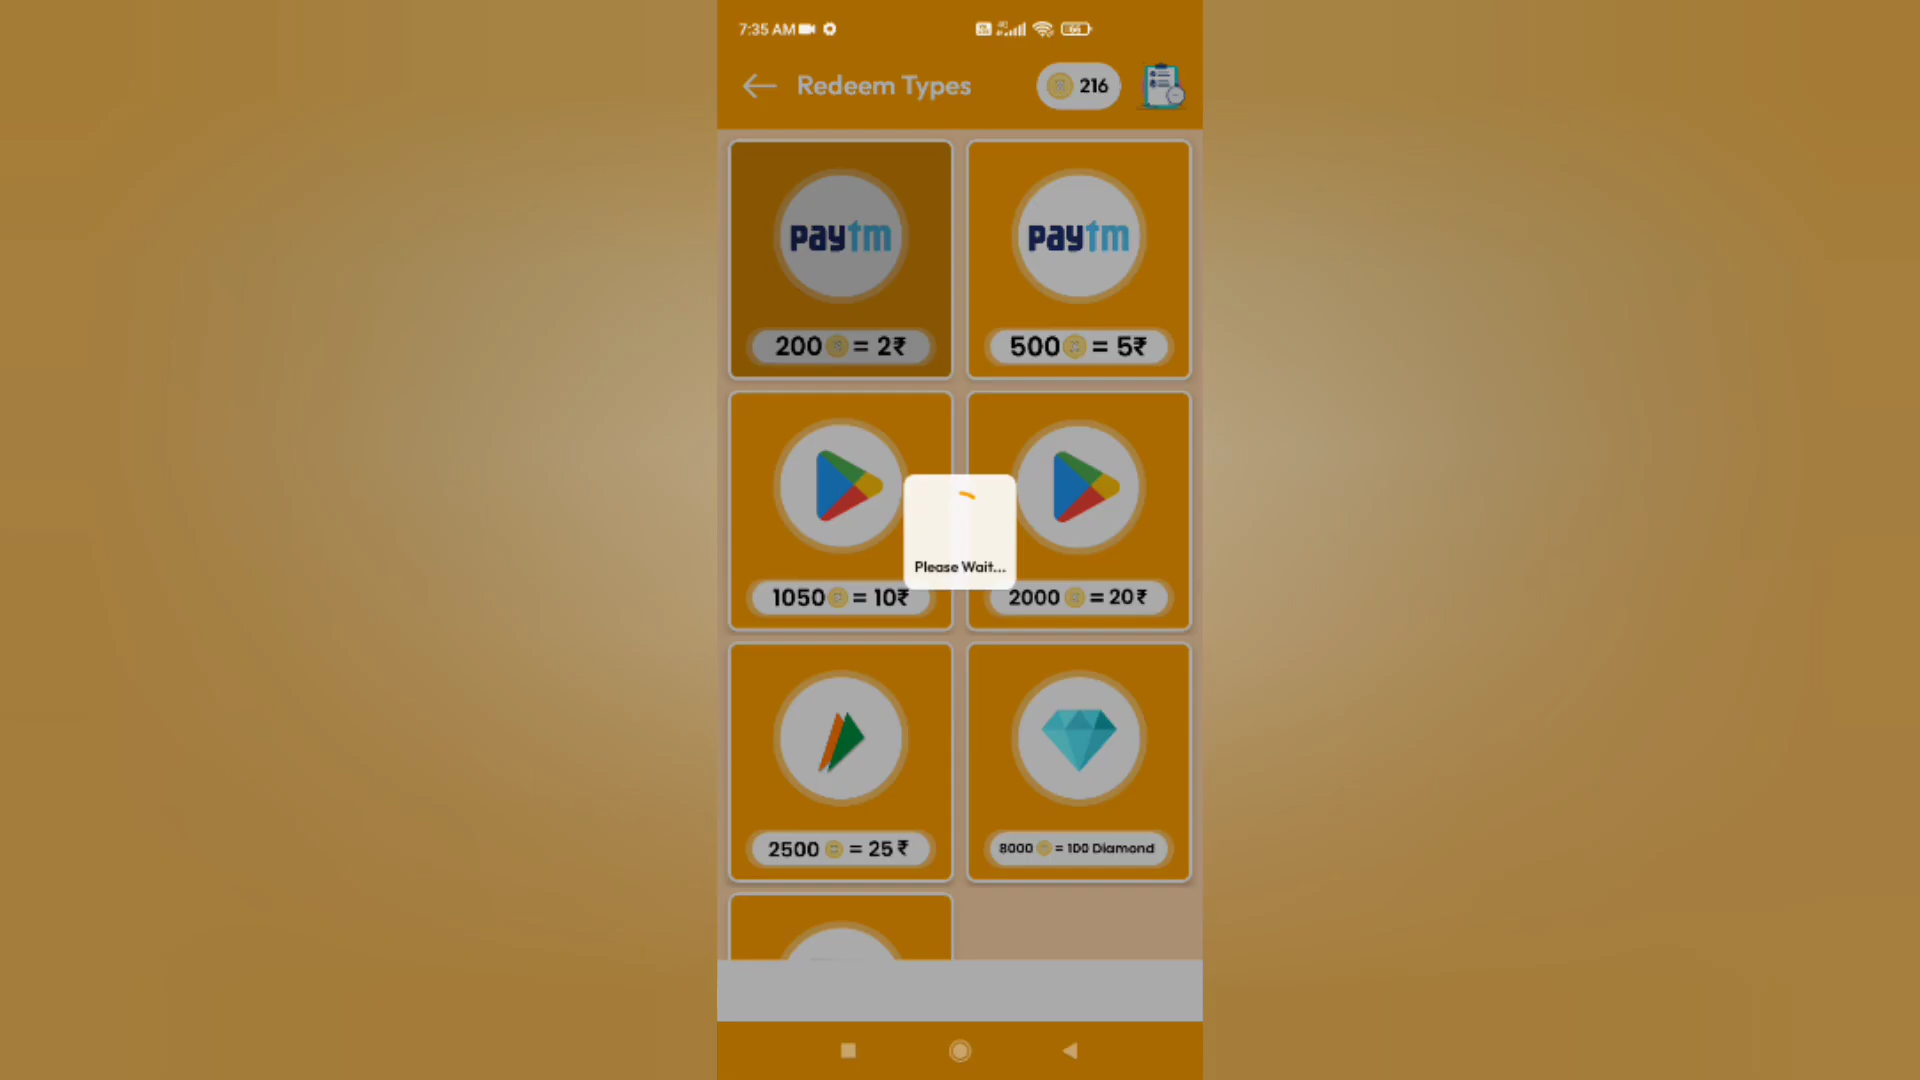 7:35 AM
66
Redeem Types
216
paytm
paytm
200 = 2₹
500 = 5₹
1050 = 10₹
2000 = 20₹
Please Wait...
2500 = 25 ₹
8000 = 100 Diamond